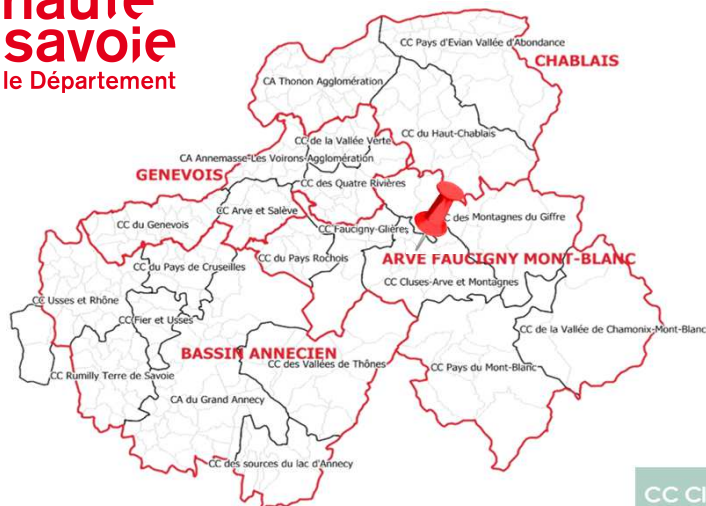 haute
savoie
le Département
CC Pays d'Evian Vallée d'Abondance
CHABLAIS
CA Thonon Agglomération
CC du Haut-Chablais
CC de la Vallée Verte
CA Annemasse-Les Voirons-Agglomération
GENEVOIS
CC des Quatre Rivières
CC Arve et Salève
CC des Montagnes du Giffre
CC du Genevois
CC Faucigny-Glières
CC du Pays Rochois
ARVE FAUCIGNY MONT-BLANC
CC du Pays de Cruseilles
CC Cluses-Arve et Montagnes
CC Usses et Rhône
CC Fier et Usses
CC de la Vallée de Chamonix-Mont-Blanc
BASSIN ANNECIEN
CC des Vallées de Thônes
CC Pays du Mont-Blanc
CC Rumilly Terre de Savoie
CA du Grand Annecy
CC des sources du lac d'Annecy
CC